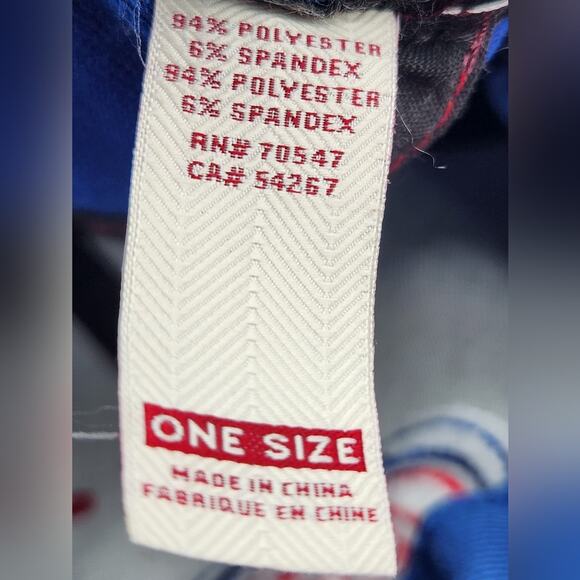 94% POLYESTER
6% SPANDEX
94% POLYESTER
6% SPANDEX
RN# 70547
CA# 54267
ONE SIZE
MADE IN CHINA
FABRIQUE EN CHINE